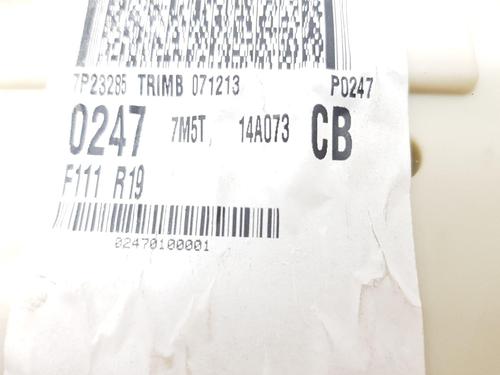 7P23285 TRIMB 071213 P0247
0247 7M5T, 14A073 CB
F111 R19
02470100001